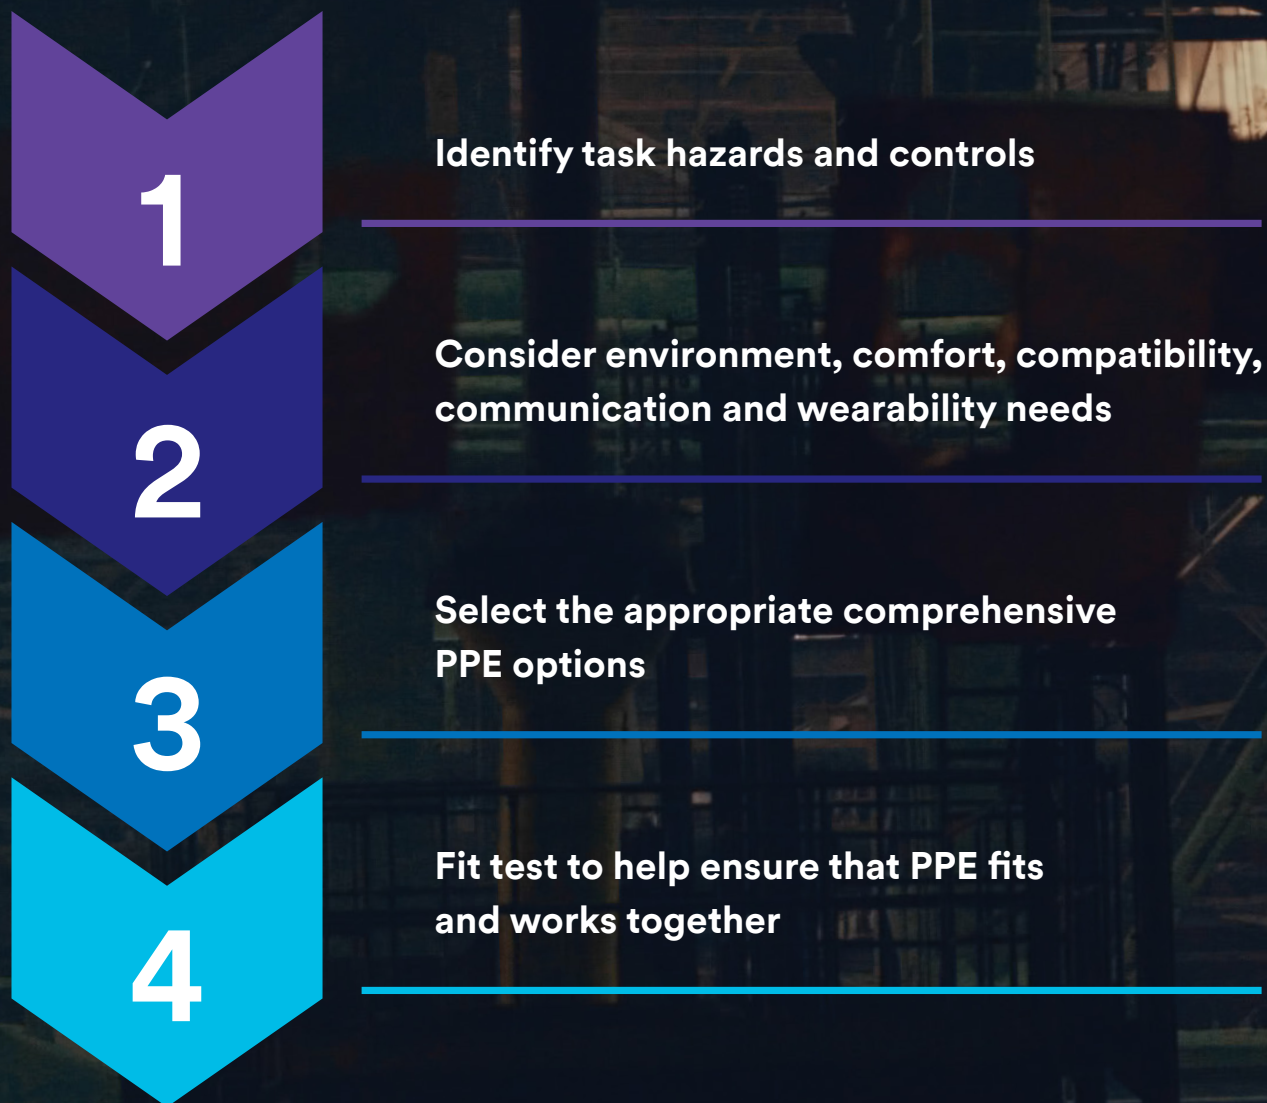 1
Identify task hazards and controls
2
Consider environment, comfort, compatibility,
communication and wearability needs
3
Select the appropriate comprehensive
PPE options
4
Fit test to help ensure that PPE fits
and works together